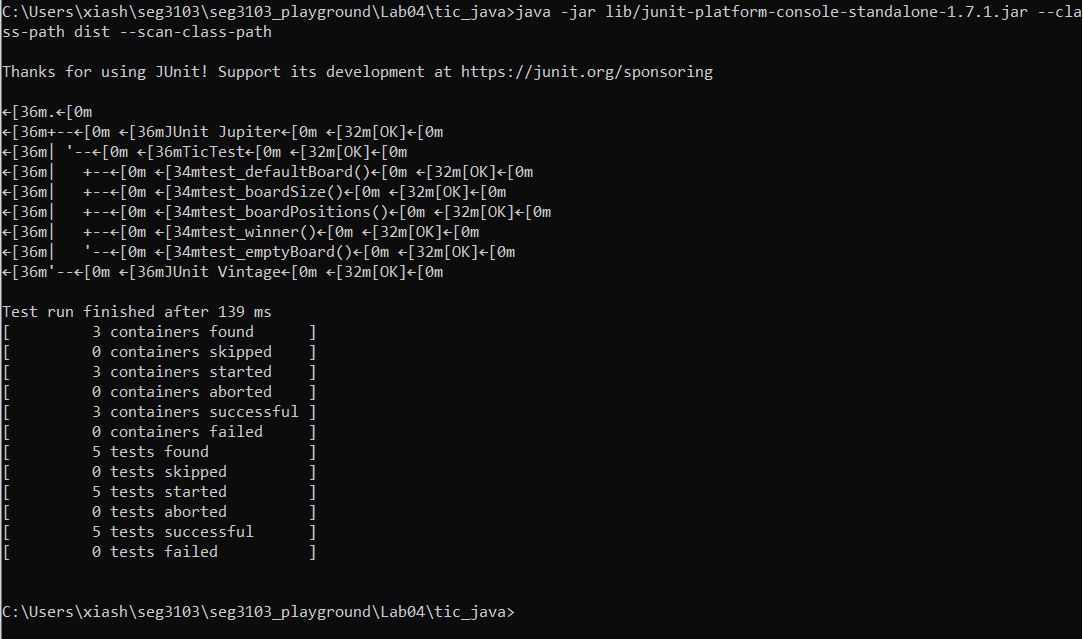 C:\Users\xiash\seg3103\seg3103_playground\Lab04\tic_java>java -jar lib/junit-platform-console-standalone-1.7.1.jar --cla
ss-path dist --scan-class-path
Thanks for using JUnit! Support its development at https://junit.org/sponsoring
←[36m.←[0m
←[36m+--←[0m ←[36mJUnit Jupiter←[0m ←[32m[OK]←[0m
←[36m| '--←[0m ←[36mTicTest←[0m ←[32m[OK]←[0m
←[36m|   +--←[0m ←[34mtest_defaultBoard()←[0m ←[32m[OK]←[0m
←[36m|   +--←[0m ←[34mtest_boardSize()←[0m ←[32m[OK]←[0m
←[36m|   +--←[0m ←[34mtest_boardPositions()←[0m ←[32m[OK]←[0m
←[36m|   +--←[0m ←[34mtest_winner()←[0m ←[32m[OK]←[0m
←[36m|   '--←[0m ←[34mtest_emptyBoard()←[0m ←[32m[OK]←[0m
←[36m'--←[0m ←[36mJUnit Vintage←[0m ←[32m[OK]←[0m
Test run finished after 139 ms
[         3 containers found      ]
[         0 containers skipped    ]
[         3 containers started    ]
[         0 containers aborted    ]
[         3 containers successful ]
[         0 containers failed     ]
[         5 tests found           ]
[         0 tests skipped         ]
[         5 tests started         ]
[         0 tests aborted         ]
[         5 tests successful      ]
[         0 tests failed          ]
C:\Users\xiash\seg3103\seg3103_playground\Lab04\tic_java>